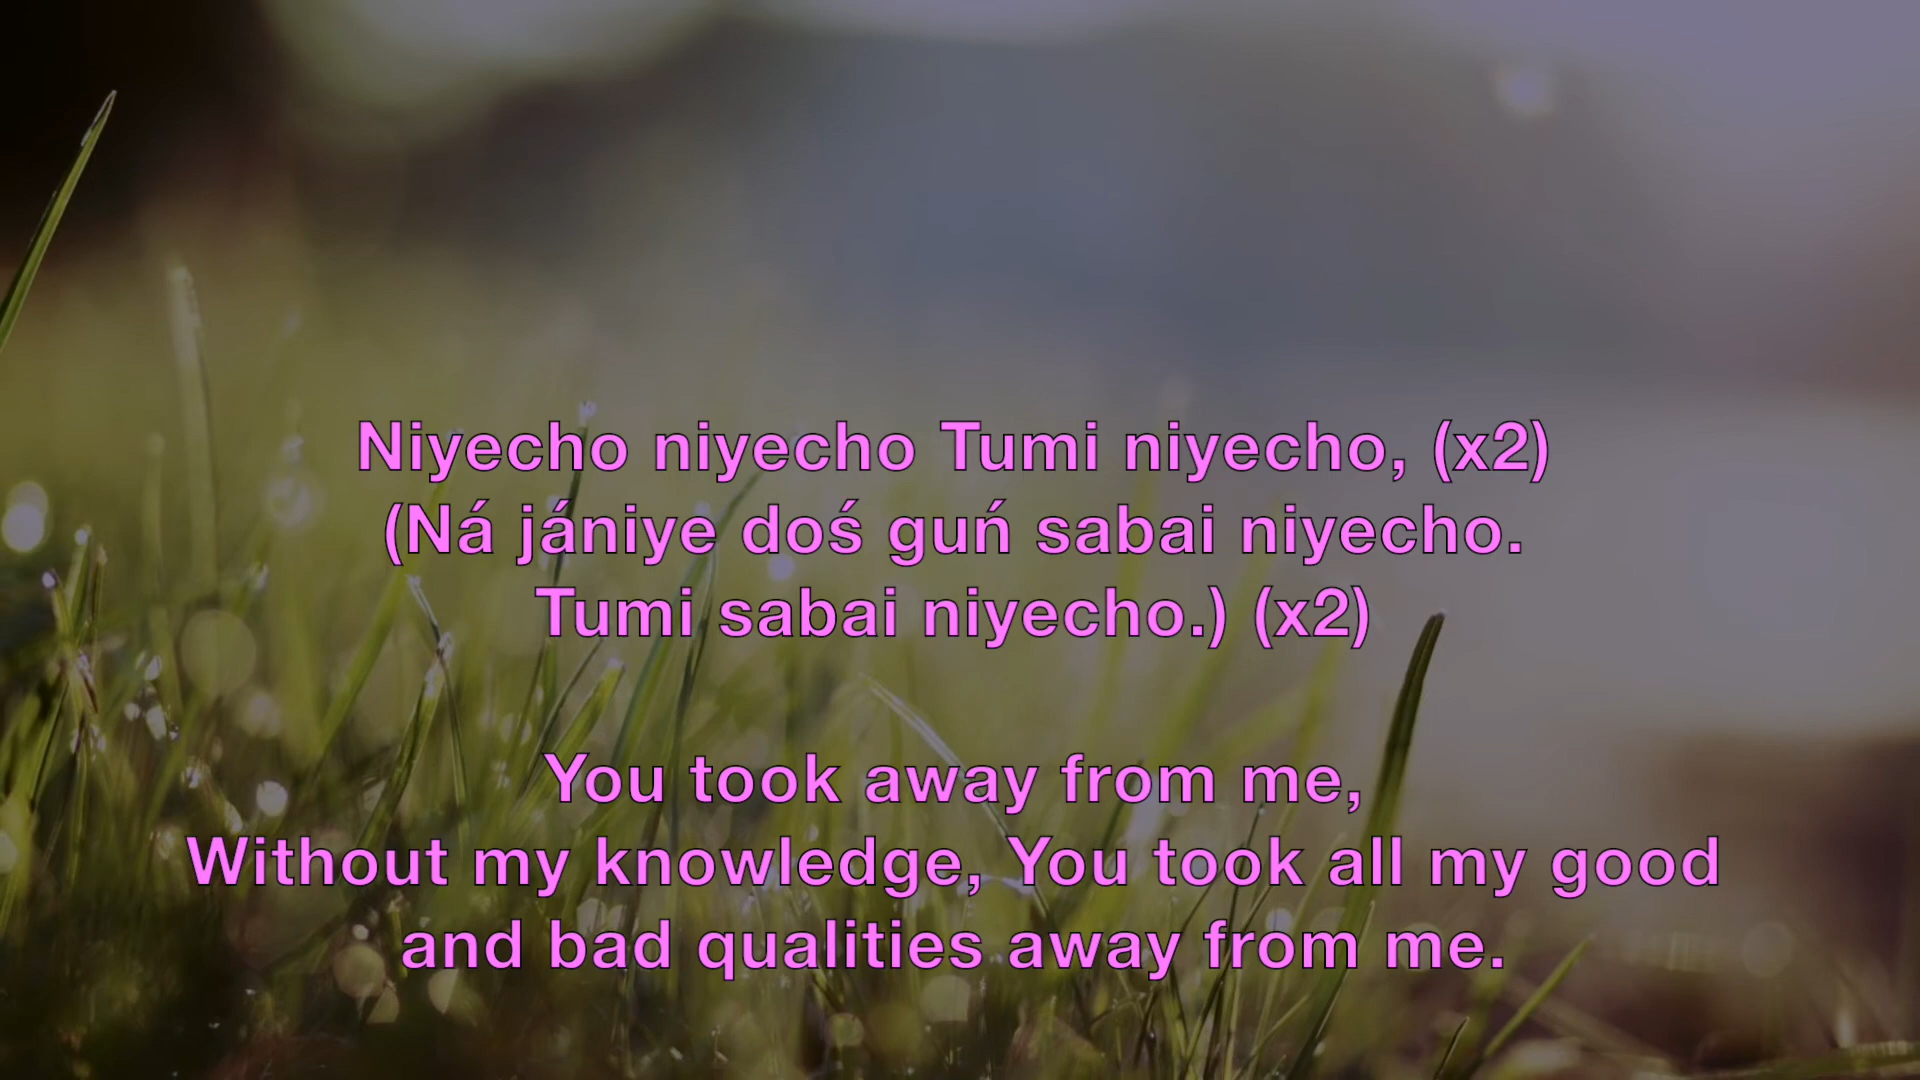 Niyecho niyecho Tumi niyecho, (x2)
(Ná jániye doś guń sabai niyecho.
Tumi sabai niyecho.) (x2)
You took away from me,
Without my knowledge, You took all my good
and bad qualities away from me.